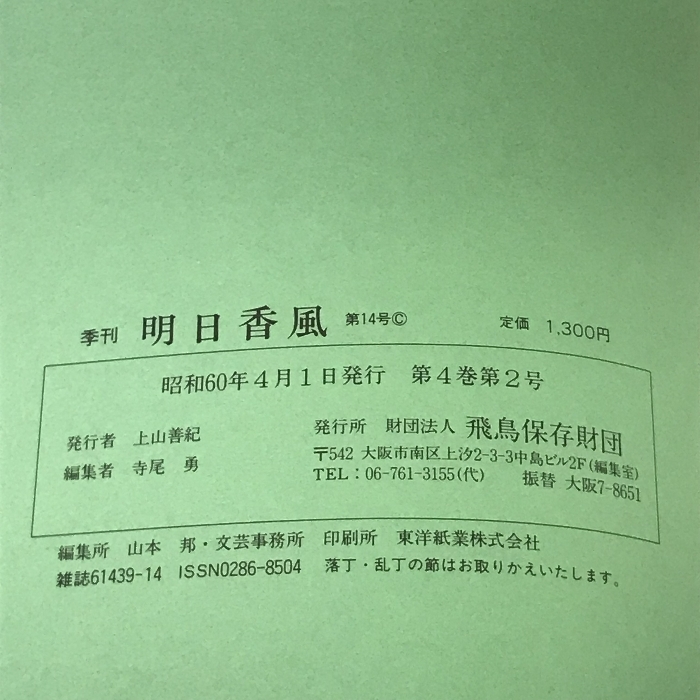 季刊 明日香風 第14号Ⓒ 定価 1,300円
昭和60年4月1日発行 第4巻第2号
発行者 上山善紀
編集者 寺尾 勇
発行所 財団法人 飛鳥保存財団
〒542 大阪市南区上汐2-3-3中島ビル2F(編集室)
TEL:06-761-3155(代) 振替 大阪7-8651
編集所 山本 邦・文芸事務所 印刷所 東洋紙業株式会社
雑誌61439-14 ISSN0286-8504 落丁・乱丁の節はお取りかえいたします。